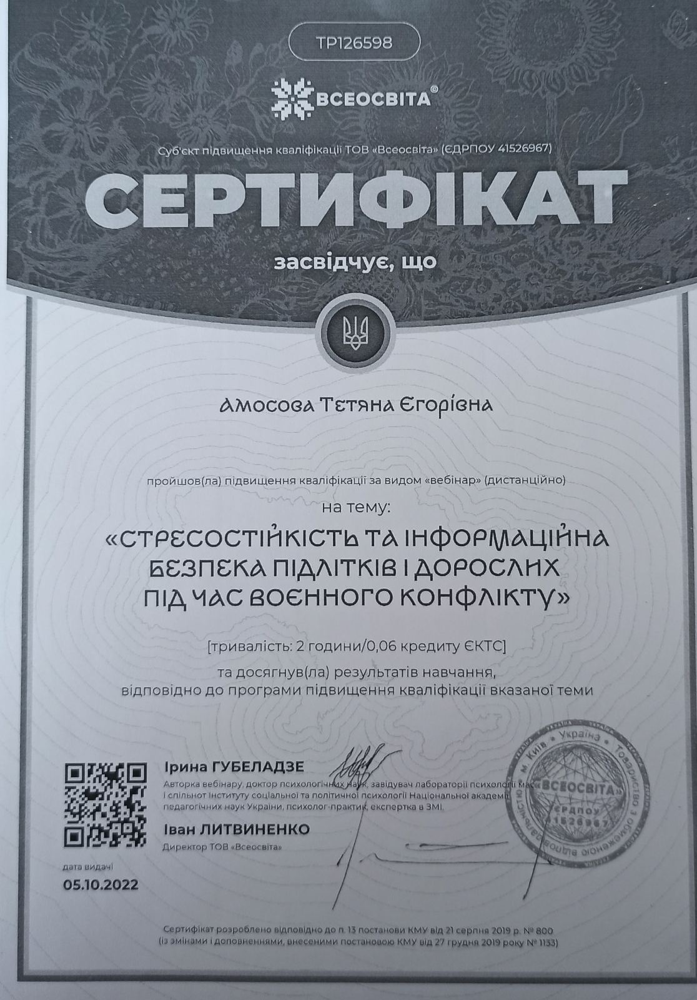 ТР126598
ВСЕОСВІТА©
Суб'єкт підвищення кваліфікації ТОВ «Всеосвіта» (ЄДРПОУ 41526967)
СЕРТИФІКАТ
засвідчує, що
Амосова Тетяна Єгорівна
пройшов(ла) підвищення кваліфікації за видом «вебінар» (дистанційно)
на тему:
«СТРЕСОСТІЙКІСТЬ ТА ІНФОРМАЦІЙНА
БЕЗПЕКА ПІДЛІТКІВ І ДОРОСЛИХ
ПІД ЧАС ВОЄННОГО КОНФЛІКТУ»
[тривалість: 2 години/0,06 кредиту ЄКТС]
та досягнув(ла) результатів навчання,
відповідно до програми підвищення кваліфікації вказаної теми
Ірина ГУБЕЛАДЗЕ
Авторка вебінару, доктор психологічних наук, завідувач лабораторії психології мас
і спільнот Інституту соціальної та політичної психології Національної академії
педагогічних наук України, психолог-практик, експертка в ЗМІ.
Іван ЛИТВИНЕНКО
Директор ТОВ «Всеосвіта»
дата видачі
05.10.2022
м. Київ * Україна * Товариство з обмеженою відповідальністю
«ВСЕОСВІТА»
ЄРДПОУ
41526967
Сертифікат розроблено відповідно до п. 13 постанови КМУ від 21 серпня 2019 р. № 800
(із змінами і доповненнями, внесеними постановою КМУ від 27 грудня 2019 року № 1133)